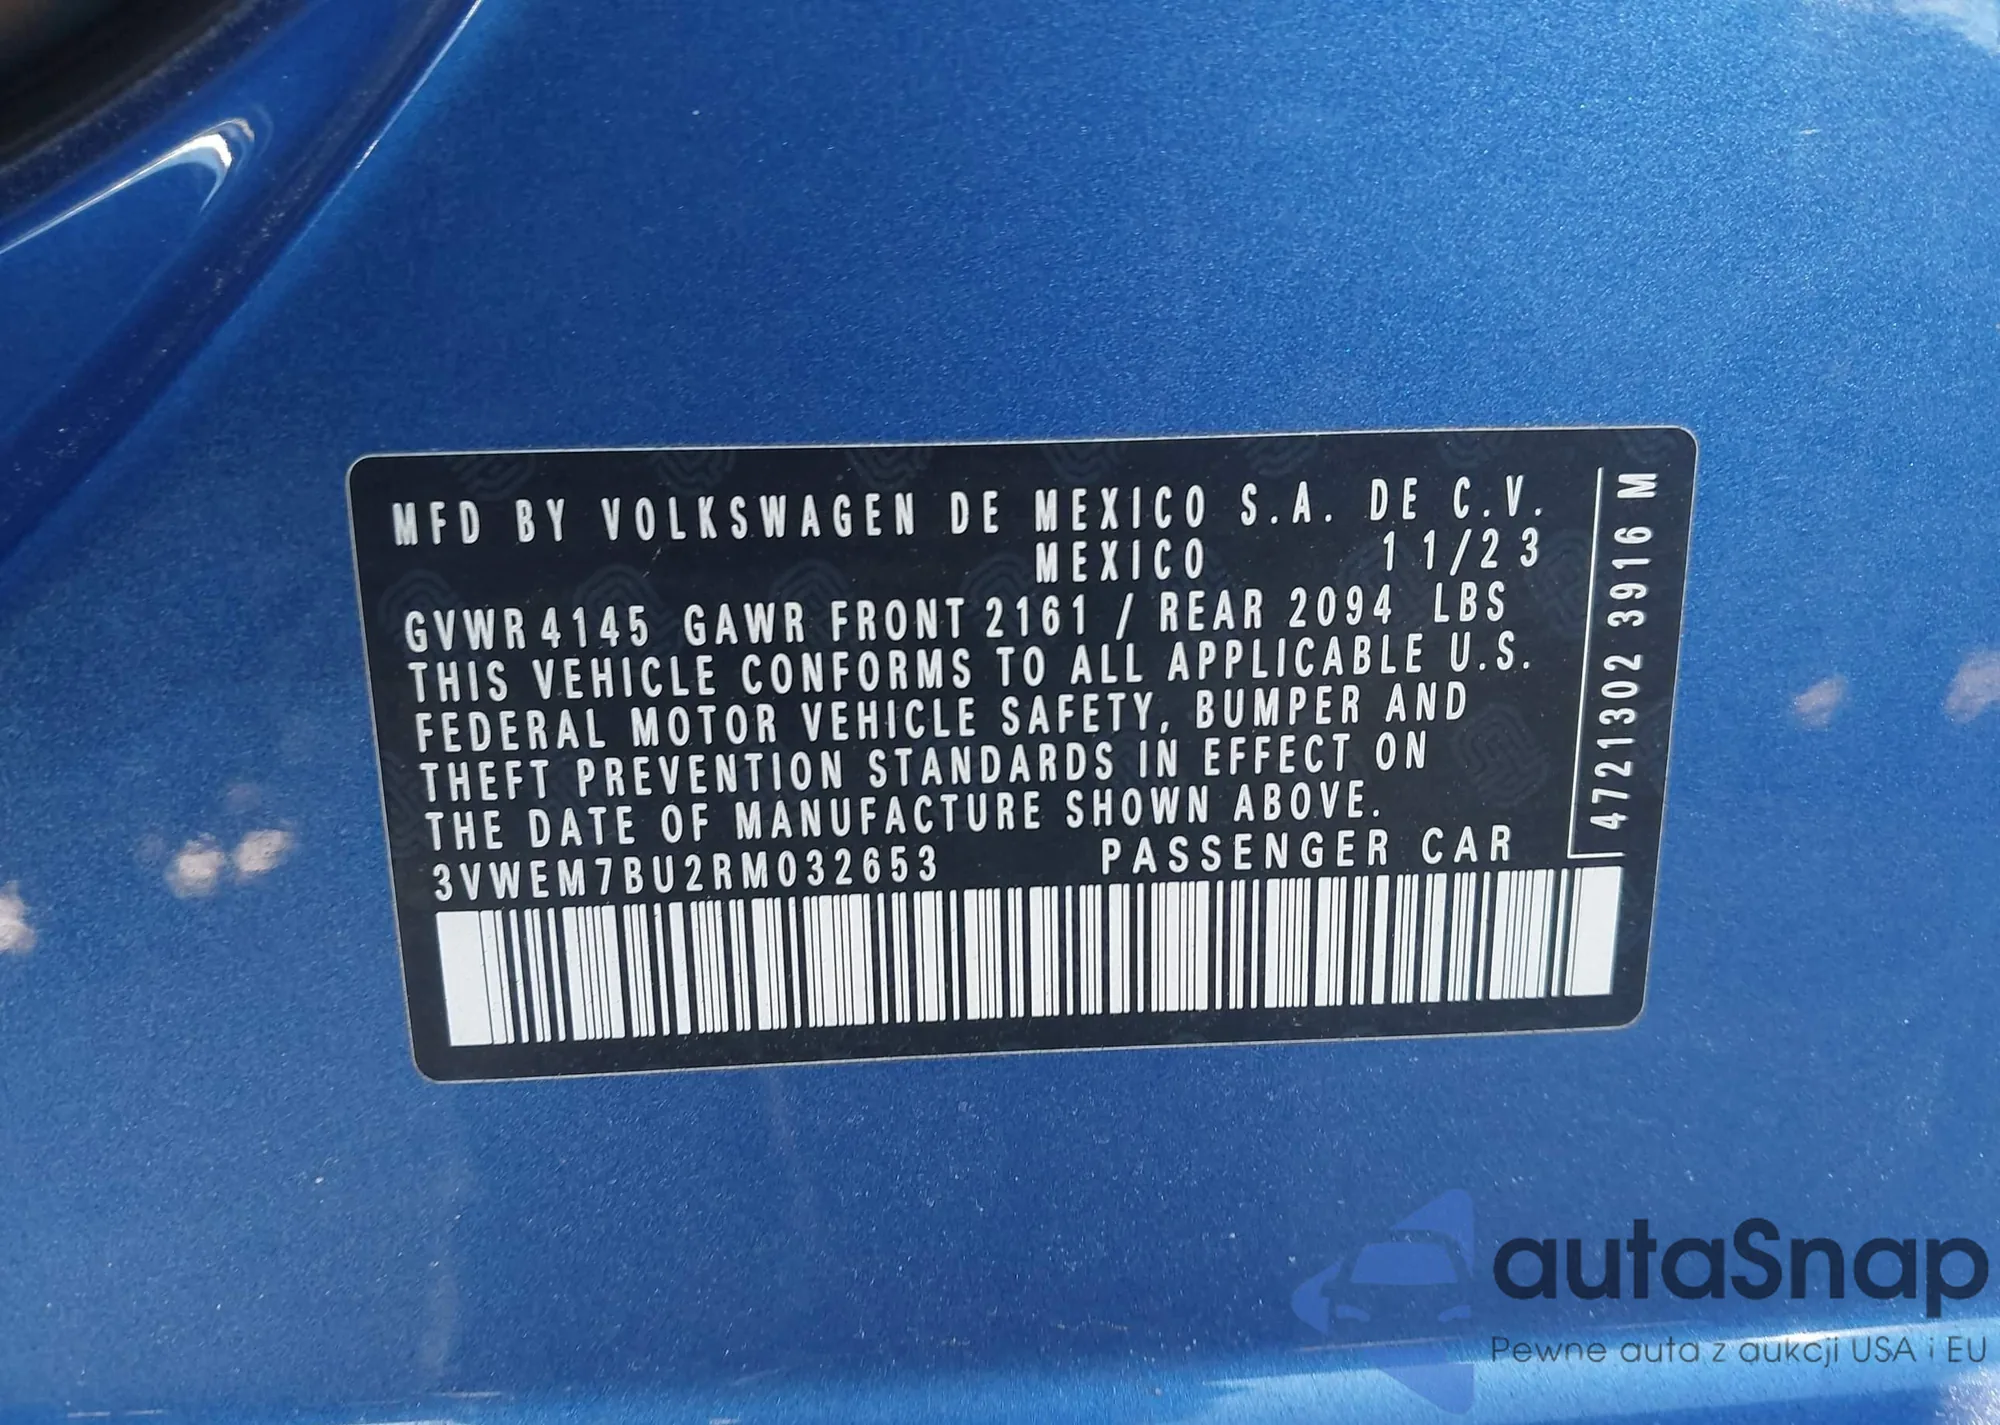 MFD BY VOLKSWAGEN DE MEXICO S.A. DE C.V.
MEXICO 11/23
GVWR 4145 GAWR FRONT 2161 / REAR 2094 LBS
THIS VEHICLE CONFORMS TO ALL APPLICABLE U.S.
FEDERAL MOTOR VEHICLE SAFETY, BUMPER AND
THEFT PREVENTION STANDARDS IN EFFECT ON
THE DATE OF MANUFACTURE SHOWN ABOVE.
3VWEM7BU2RM032653 PASSENGER CAR
4721302 3916 M
autaSnap
Pewne auta z aukcji USA i EU